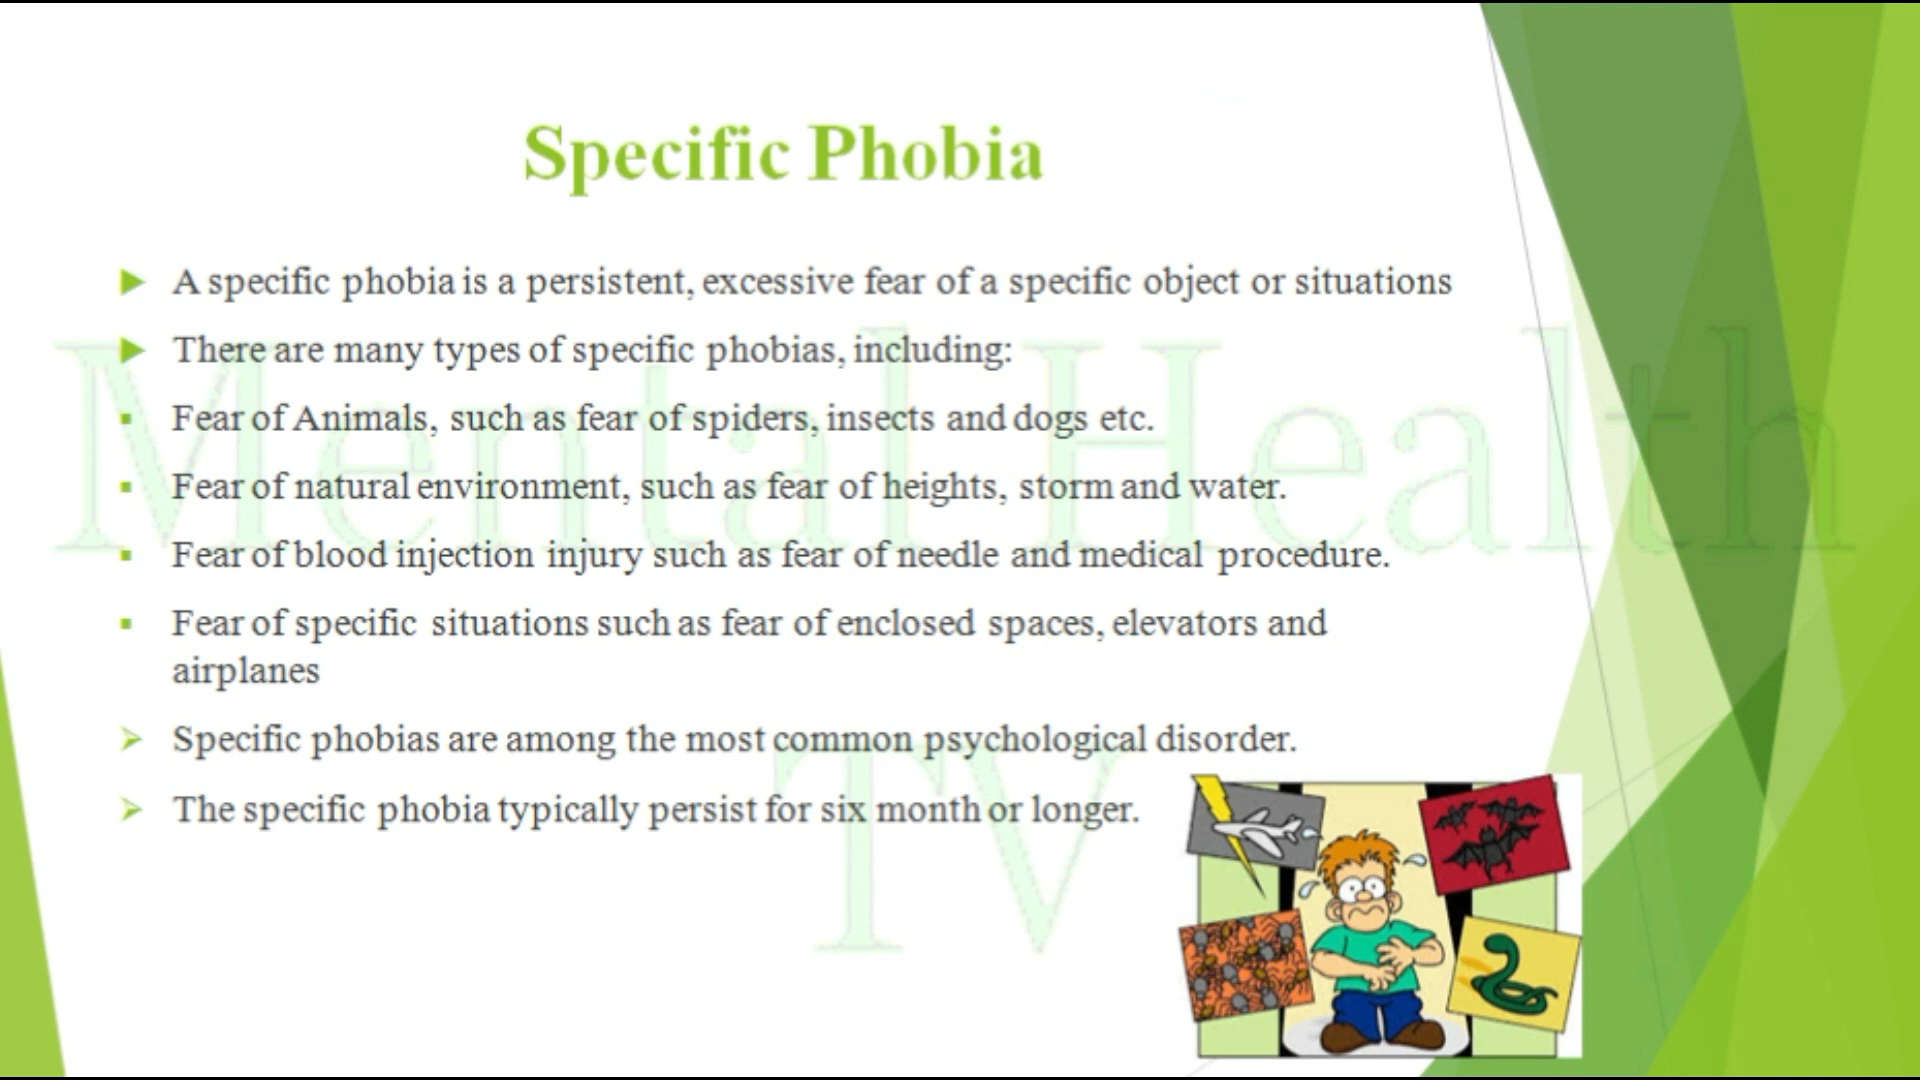 Specific Phobia
A specific phobia is a persistent, excessive fear of a specific object or situations
There are many types of specific phobias, including:
Fear of Animals, such as fear of spiders, insects and dogs etc.
Fear of natural environment, such as fear of heights, storm and water.
Fear of blood injection injury such as fear of needle and medical procedure.
Fear of specific situations such as fear of enclosed spaces, elevators and
airplanes
Specific phobias are among the most common psychological disorder.
The specific phobia typically persist for six month or longer.
Mental Health
TV